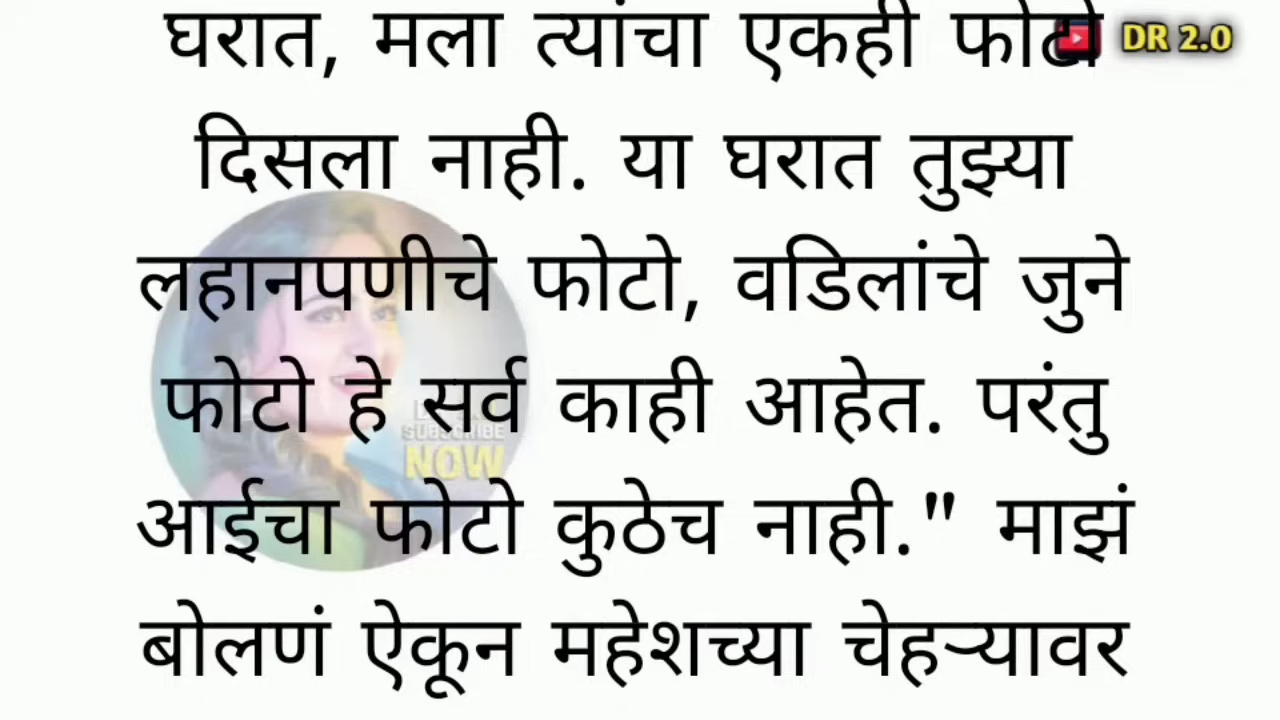 घरात, मला त्यांचा एकही फोटो
DR 2.0
दिसला नाही. या घरात तुझ्या
लहानपणीचे फोटो, वडिलांचे जुने
फोटो हे सर्व काही आहेत. परंतु
SUBSCRIBE
NOW
आईचा फोटो कुठेच नाही." माझं
बोलणं ऐकून महेशच्या चेहऱ्यावर